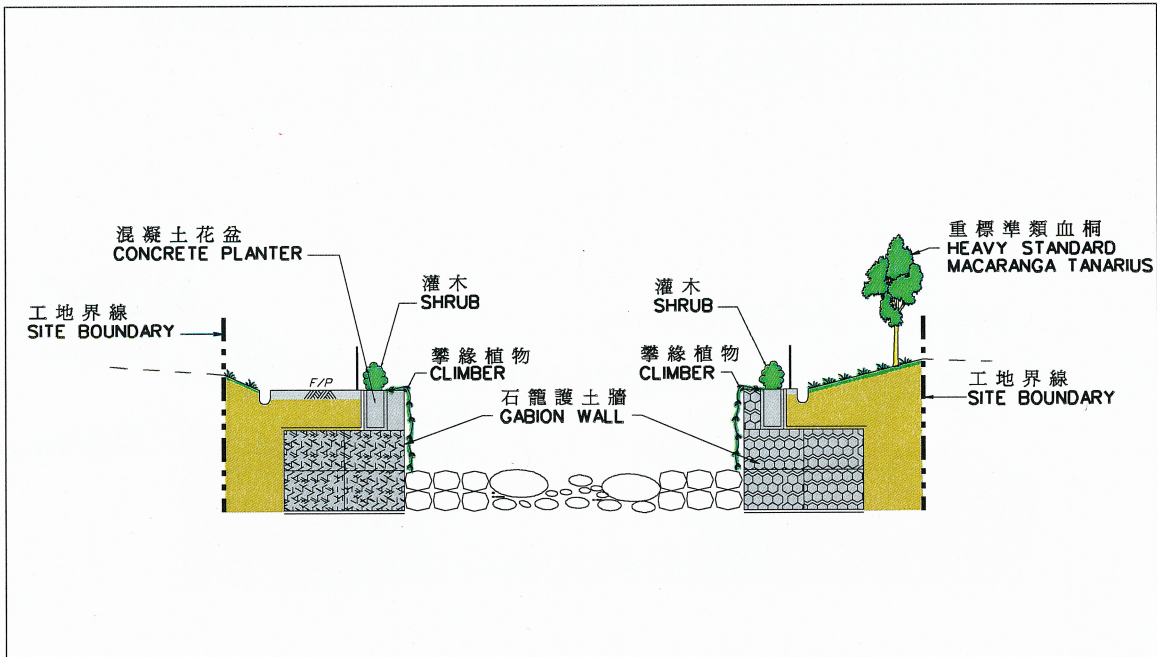 重標準類血桐
HEAVY STANDARD
MACARANGA TANARIUS
混凝土花盆
CONCRETE PLANTER
灌木
SHRUB
灌木
SHRUB
工地界線
SITE BOUNDARY
攀緣植物
CLIMBER
攀緣植物
CLIMBER
F/P
石籠護土牆
GABION WALL
工地界線
SITE BOUNDARY